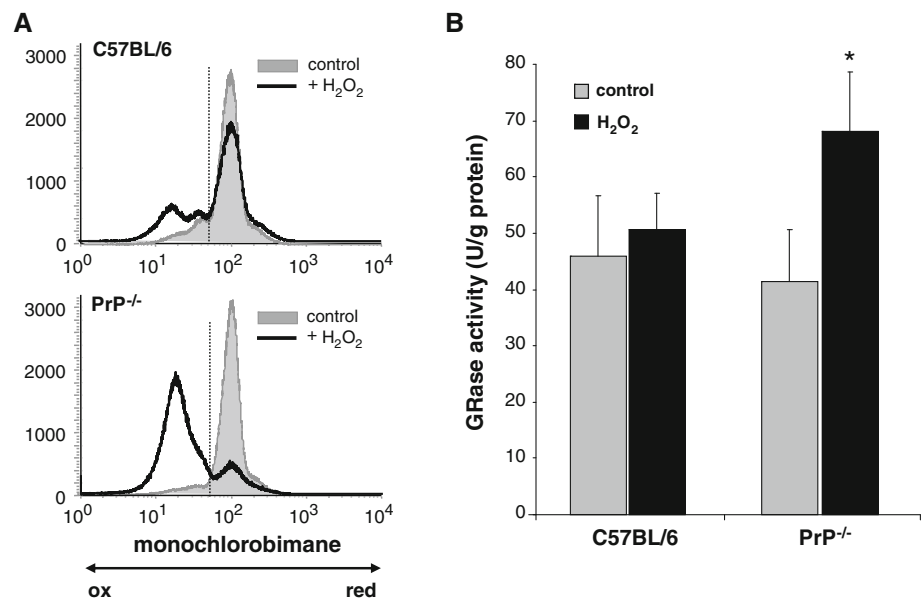 A
C57BL/6
3000
2000
1000
0
control
+ H2O2
10^0 10^1 10^2 10^3 10^4
PrP-/-
3000
2000
1000
0
control
+ H2O2
10^0 10^1 10^2 10^3 10^4
monochlorobimane
ox red
B
GRase activity (U/g protein)
80
70
60
50
40
30
20
10
0
control
H2O2
*
C57BL/6 PrP-/-